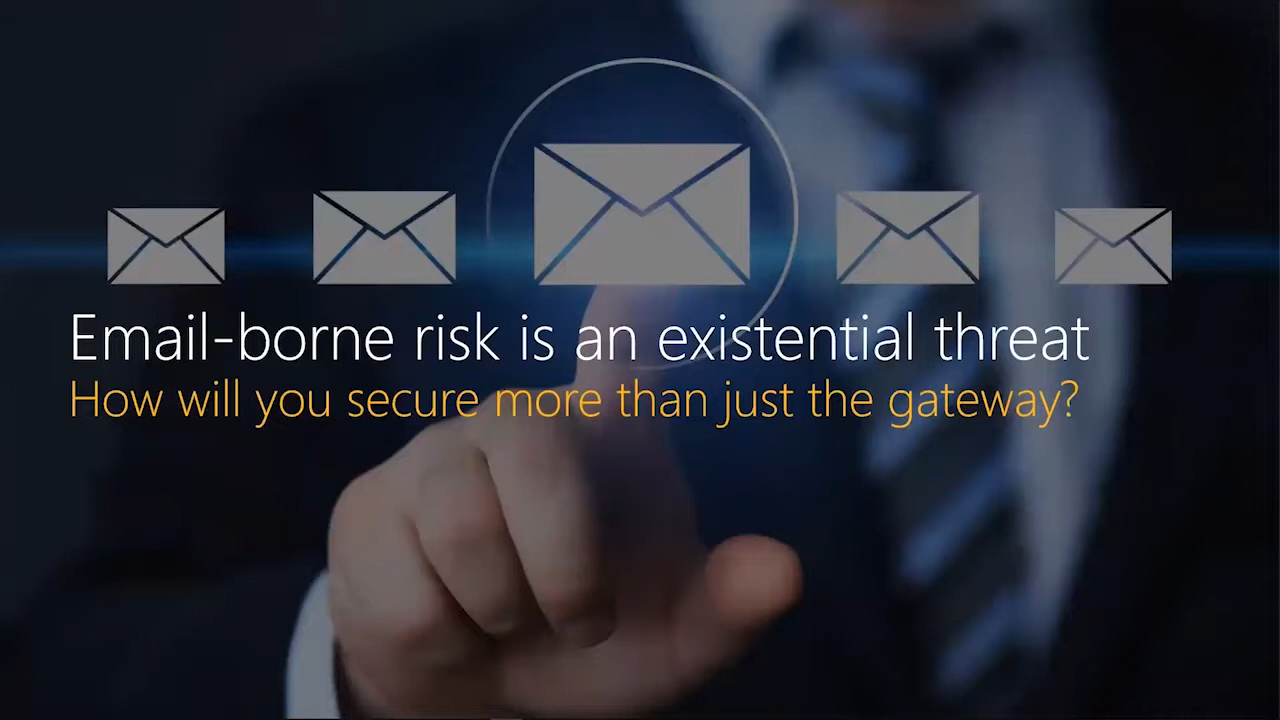 Email-borne risk is an existential threat
How will you secure more than just the gateway?